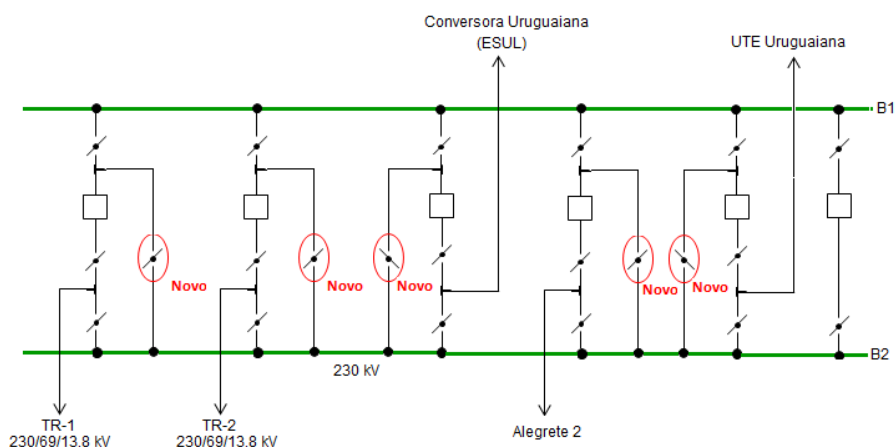 Conversora Uruguaiana
(ESUL)
UTE Uruguaiana
B1
Novo
Novo
Novo
Novo
Novo
B2
230 kV
TR-1
230/69/13.8 kV
TR-2
230/69/13.8 kV
Alegrete 2